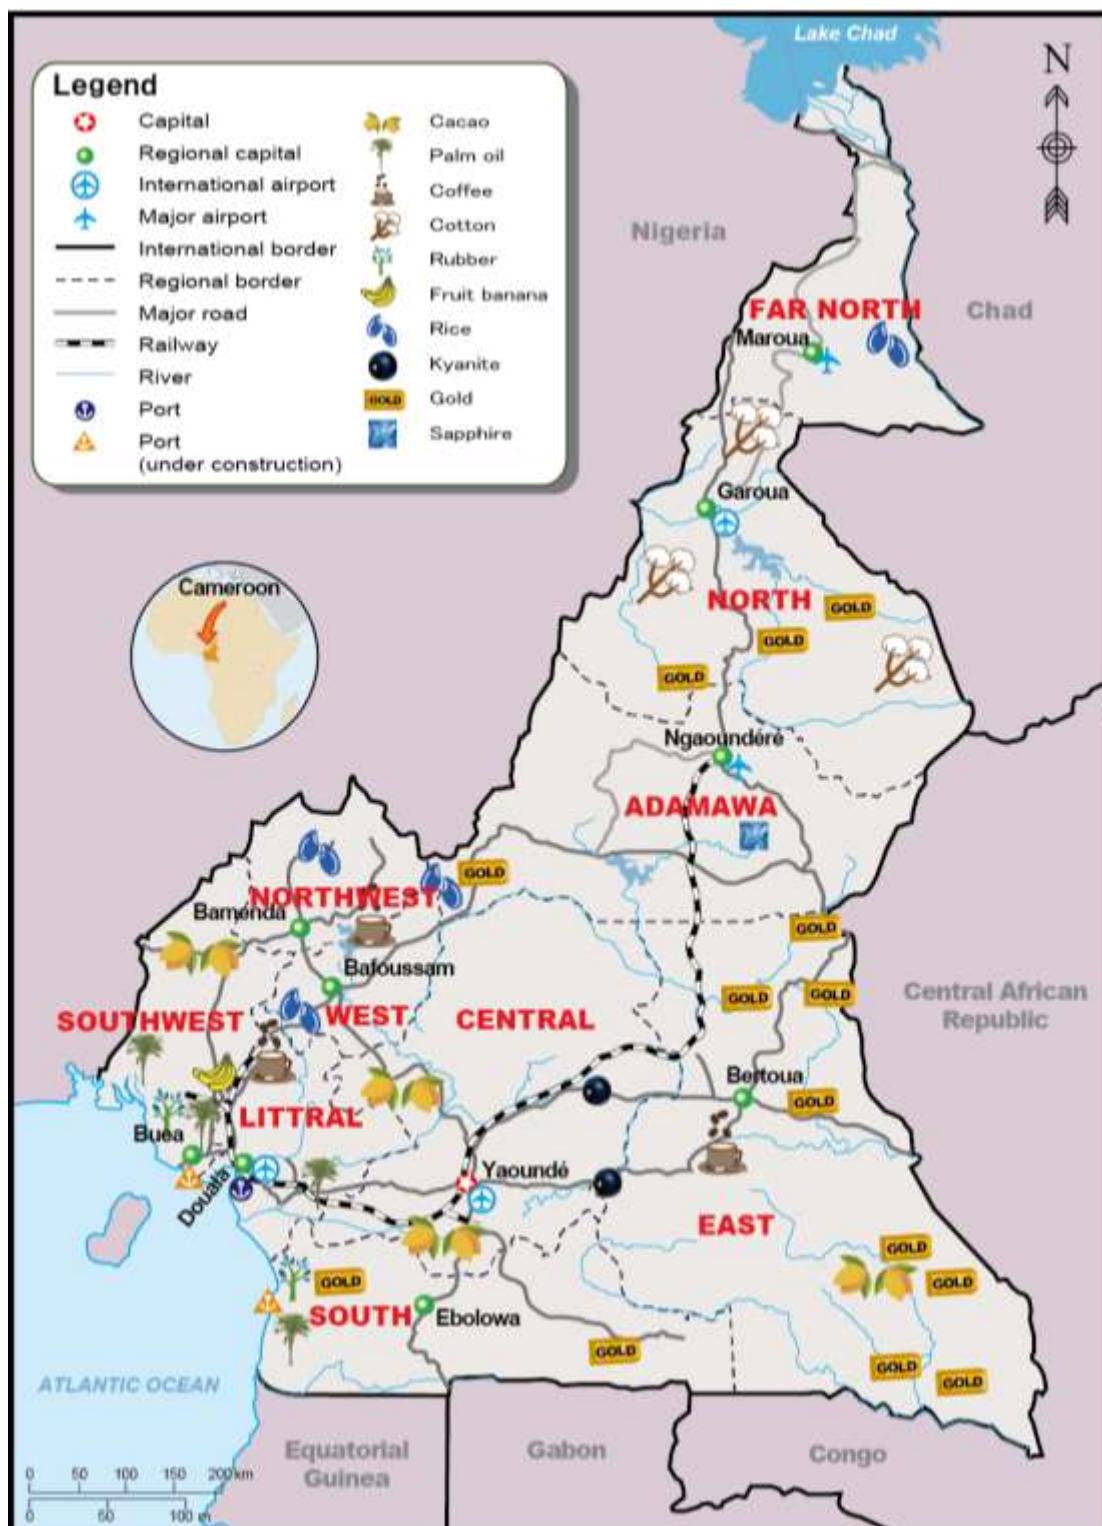 Lake Chad
N
Legend
Capital
Regional capital
International airport
Major airport
International border
Regional border
Major road
Railway
River
Port
Port
(under construction)
Cacao
Palm oil
Coffee
Cotton
Rubber
Fruit banana
Rice
Kyanite
GOLD
Gold
Sapphire
Nigeria
Chad
FAR NORTH
Maroua
Garoua
Cameroon
NORTH
GOLD
GOLD
GOLD
Ngaoundéré
ADAMAWA
GOLD
NORTHWEST
Bamenda
GOLD
Bafoussam
GOLD
GOLD
Central African
Republic
SOUTHWEST
WEST
CENTRAL
Bertoua
GOLD
LITTRAL
Buea
Yaoundé
Douala
EAST
GOLD
GOLD
GOLD
SOUTH
Ebolowa
GOLD
GOLD
GOLD
ATLANTIC OCEAN
Equatorial
Guinea
Gabon
Congo
0 50 100 150 200 km
0 50 100 m